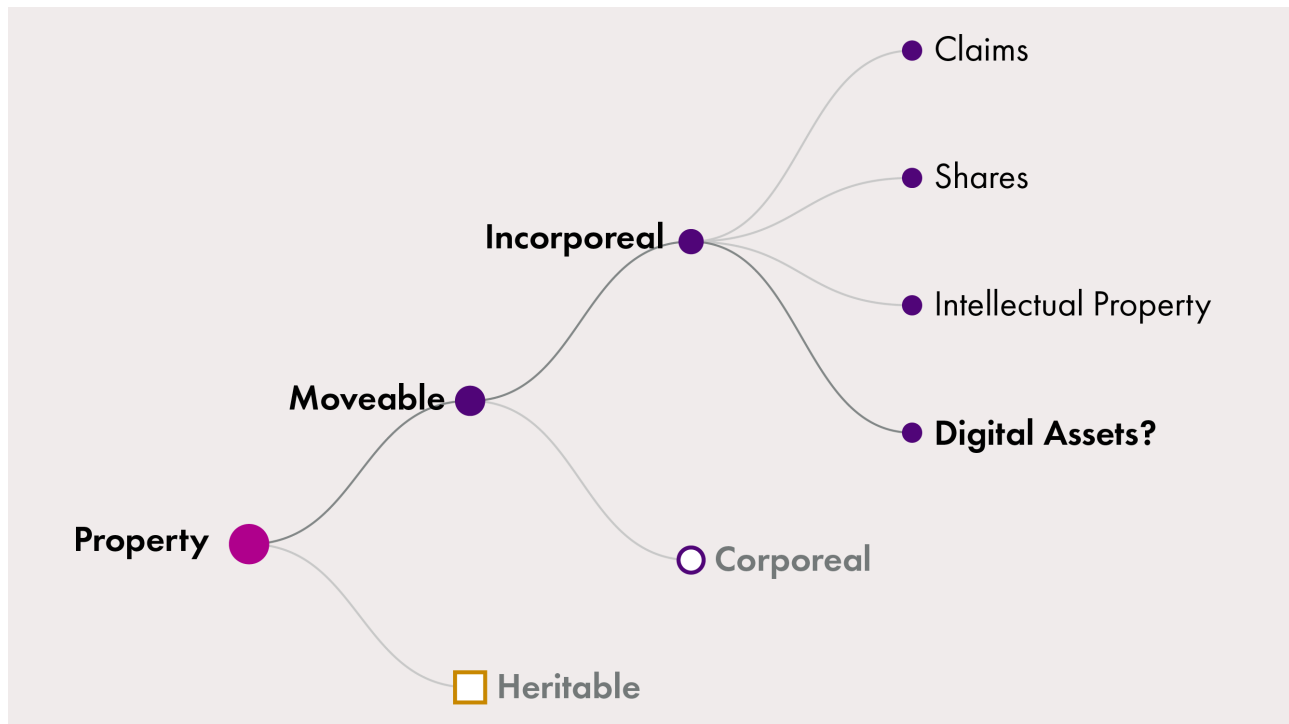 Claims
Shares
Incorporeal
Intellectual Property
Moveable
Digital Assets?
Property
Corporeal
Heritable